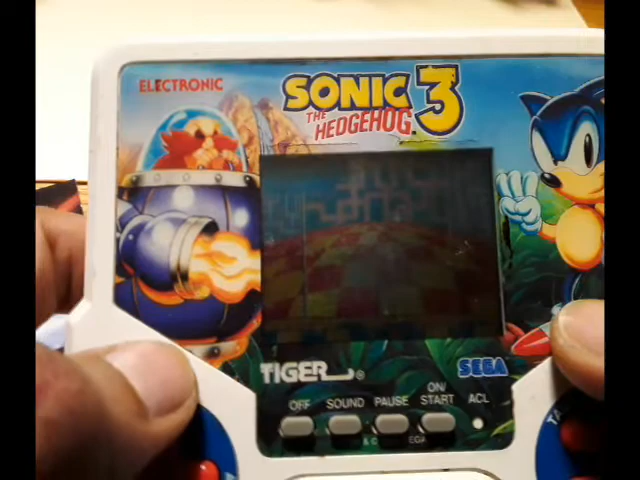 ELECTRONIC
SONIC
THE
HEDGEHOG
3
TIGER
SEGA
OFF SOUND PAUSE ON/ START ACL